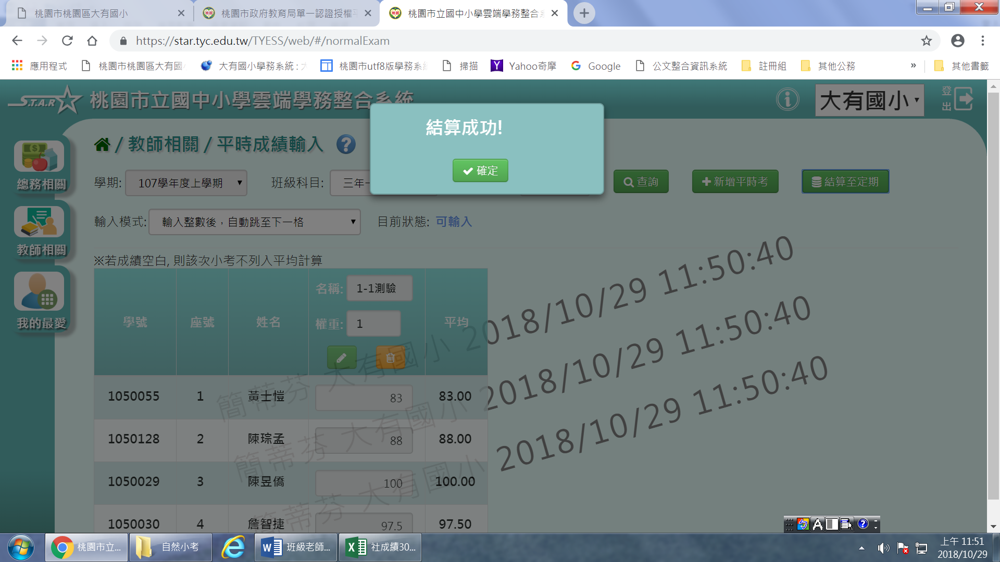 桃園市桃園區大有國小
桃園市政府教育局單一認證授權平
桃園市立國中小學雲端學務整合系
https://star.tyc.edu.tw/TYESS/web/#/normalExam
應用程式 桃園市桃園區大有國 大有國小學務系統 : 大 桃園市utf8版學務系 掃描 Yahoo奇摩 Google 公文整合資訊系統 註冊組 其他公務 » 其他書籤
S.T.A.R 桃園市立國中小學雲端學務整合系統
大有國小
登出
結算成功!
確定
總務相關
教師相關
我的最愛
/ 教師相關 / 平時成績輸入
學期: 107學年度上學期 班級科目: 三年一 查詢 新增平時考 結算至定期
輸入模式: 輸入整數後，自動跳至下一格 目前狀態: 可輸入
※若成績空白, 則該次小考不列入平均計算
學號 座號 姓名 名稱: 1-1測驗 權重: 1 平均
1050055 1 黃士愷 83 83.00
1050128 2 陳琮孟 88 88.00
1050029 3 陳昱僑 100 100.00
1050030 4 詹智捷 97.5 97.50
簡蒂芬 大有國小 2018/10/29 11:50:40
簡蒂芬 大有國小 2018/10/29 11:50:40
簡蒂芬 大有國小 2018/10/29 11:50:40
桃園市立... 自然小考 班級老師... 社成績30...
上午 11:51
2018/10/29